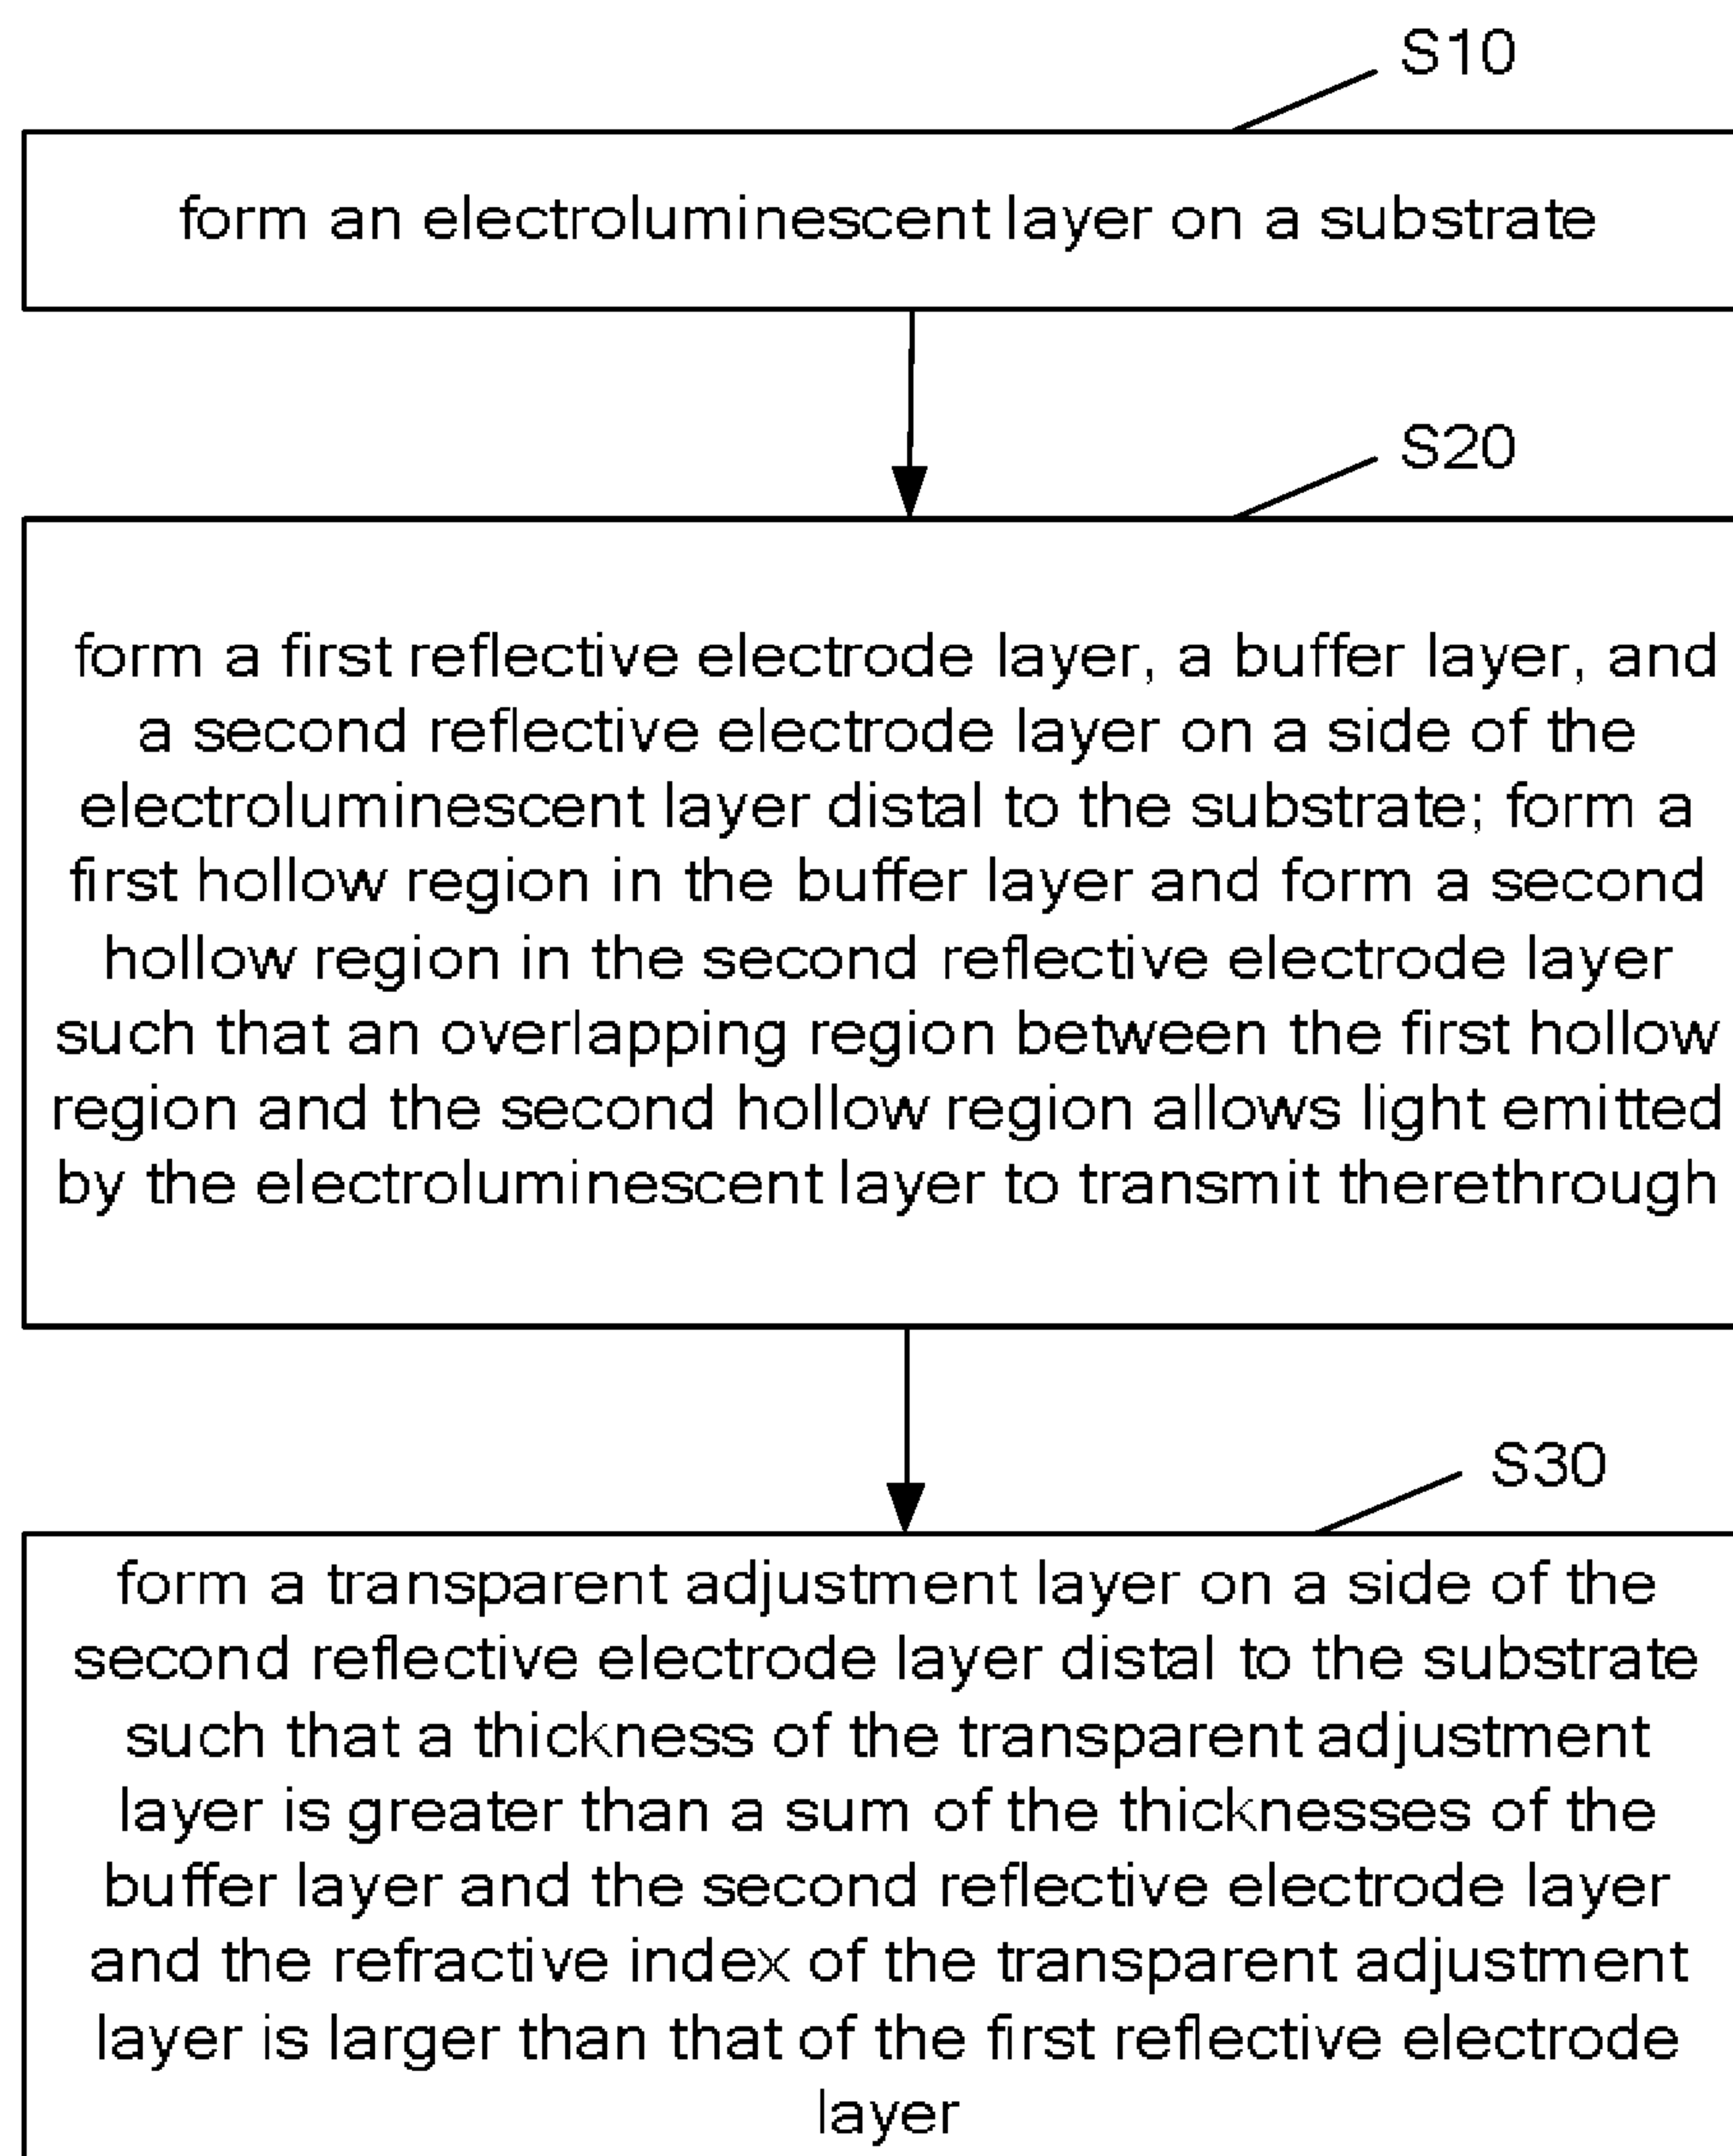 S10
form an electroluminescent layer on a substrate
S20
form a first reflective electrode layer, a buffer layer, and
a second reflective electrode layer on a side of the
electroluminescent layer distal to the substrate; form a
first hollow region in the buffer layer and form a second
hollow region in the second reflective electrode layer
such that an overlapping region between the first hollow
region and the second hollow region allows light emitted
by the electroluminescent layer to transmit therethrough
S30
form a transparent adjustment layer on a side of the
second reflective electrode layer distal to the substrate
such that a thickness of the transparent adjustment
layer is greater than a sum of the thicknesses of the
buffer layer and the second reflective electrode layer
and the refractive index of the transparent adjustment
layer is larger than that of the first reflective electrode
layer